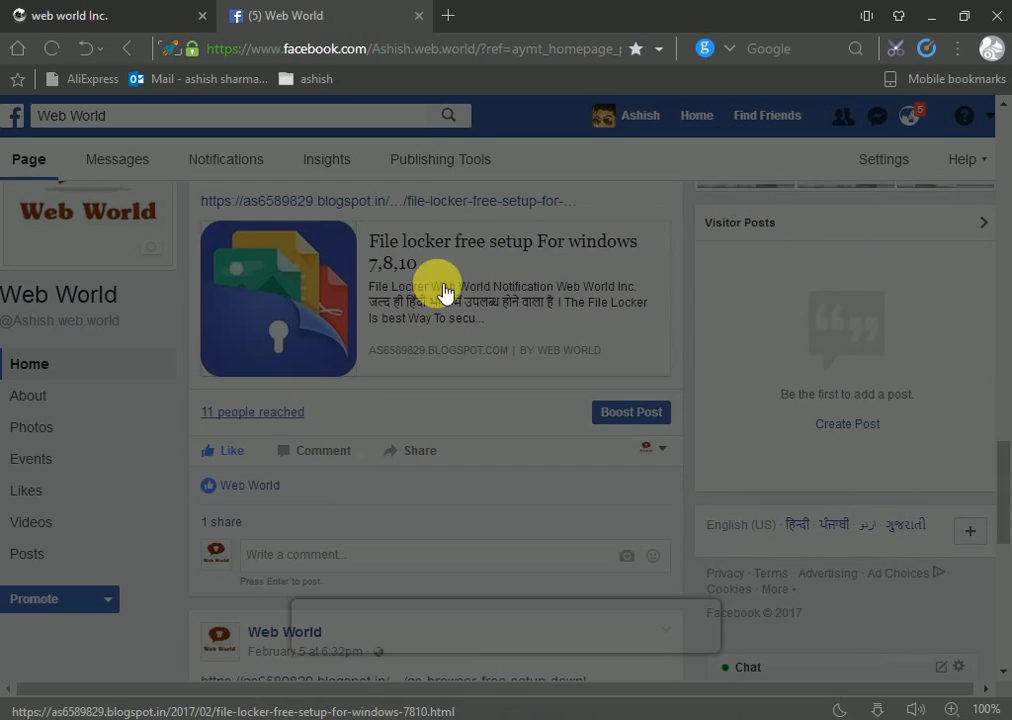 web world Inc.
(5) Web World
https://www.facebook.com/Ashish.web.world/?ref=aymt_homepage_
Google
AliExpress
Mail - ashish sharma...
ashish
Mobile bookmarks
Web World
Ashish
Home
Find Friends
5
Page
Messages
Notifications
Insights
Publishing Tools
Settings
Help
Web World
Web World
@Ashish.web.world
Home
About
Photos
Events
Likes
Videos
Posts
Promote
https://as6589829.blogspot.in/.../file-locker-free-setup-for-...
File locker free setup For windows
7,8,10
File Locker Web World Notification Web World Inc.
जल्द ही हिंदी में उपलब्ध होने वाला है । The File Locker
Is best Way To secu...
AS6589829.BLOGSPOT.COM | BY WEB WORLD
11 people reached
Boost Post
Like
Comment
Share
Web World
1 share
Write a comment...
Press Enter to post.
Web World
February 5 at 6:32pm
Visitor Posts
Be the first to add a post.
Create Post
English (US) · हिन्दी · ਪੰਜਾਬੀ · اردو · ગુજરાતી
Privacy · Terms · Advertising · Ad Choices
Cookies · More
Facebook © 2017
Chat
https://as6589829.blogspot.in/2017/02/file-locker-free-setup-for-windows-7810.html
100%